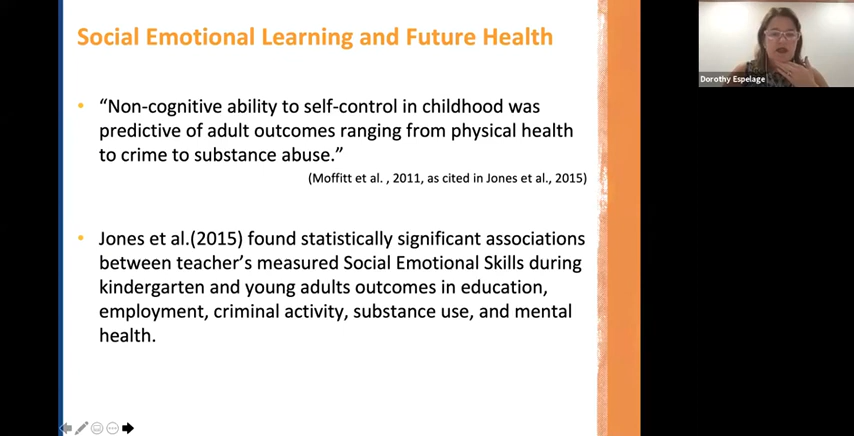 Social Emotional Learning and Future Health
• “Non-cognitive ability to self-control in childhood was
predictive of adult outcomes ranging from physical health
to crime to substance abuse.”
(Moffitt et al. , 2011, as cited in Jones et al., 2015)
• Jones et al.(2015) found statistically significant associations
between teacher’s measured Social Emotional Skills during
kindergarten and young adults outcomes in education,
employment, criminal activity, substance use, and mental
health.
Dorothy Espelage